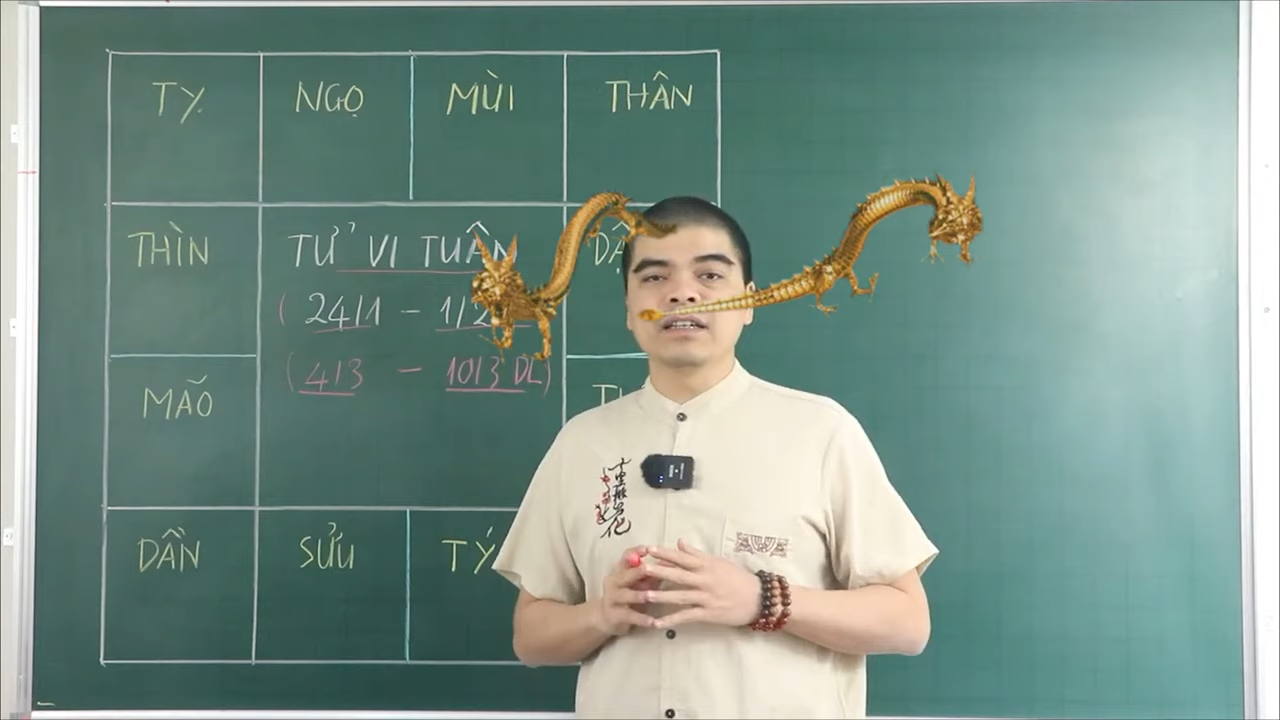 TỴ NGỌ MÙI THÂN
THÌN
TỬ VI TUẦN
(24/1 - 1/2
(4/3 - 10/3 DL)
MÃO
DẦN SỬU TÝ